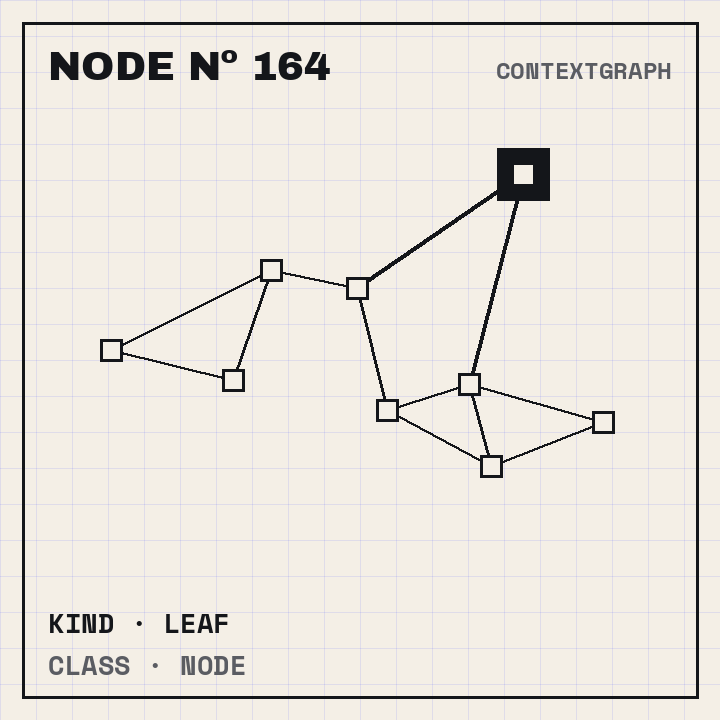 NODE Nº 164
CONTEXTGRAPH
KIND · LEAF
CLASS · NODE